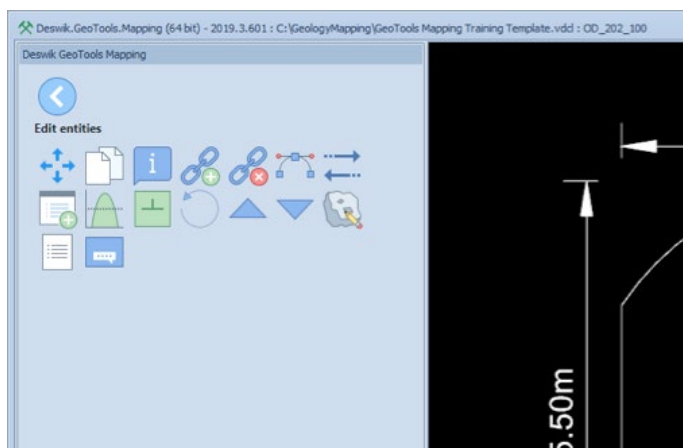 Deswik.GeoTools.Mapping (64 bit) - 2019.3.601 : C:\GeologyMapping\GeoTools Mapping Training Template.vdcl : OD_202_100
Deswik GeoTools Mapping
Edit entities
5.50m